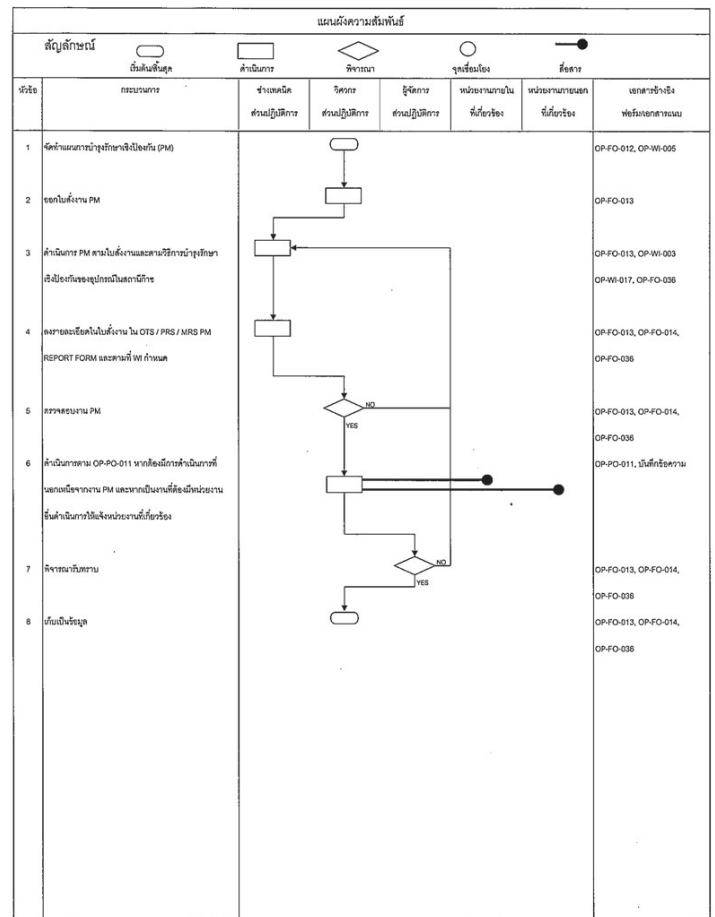 แผนผังความสัมพันธ์
สัญลักษณ์
เริ่มต้น/สิ้นสุด ดำเนินการ พิจารณา จุดเชื่อมโยง สื่อสาร
หัวข้อ กระบวนการ ช่างเทคนิค วิศวกร ผู้จัดการ หน่วยงานภายใน หน่วยงานภายนอก เอกสารอ้างอิง
ส่วนปฏิบัติการ ส่วนปฏิบัติการ ส่วนปฏิบัติการ ที่เกี่ยวข้อง ที่เกี่ยวข้อง ฟอร์ม/เอกสารแนบ
1 จัดทำแผนการบำรุงรักษาเชิงป้องกัน (PM) OP-FO-012, OP-WI-005
2 ออกใบสั่งงาน PM OP-FO-013
3 ดำเนินการ PM ตามใบสั่งงานและตามวิธีการบำรุงรักษา OP-FO-013, OP-WI-003
เชิงป้องกันของอุปกรณ์ในสถานีก๊าซ OP-WI-017, OP-FO-036
4 ลงรายละเอียดในใบสั่งงาน ใน OTS / PRS / MRS PM OP-FO-013, OP-FO-014,
REPORT FORM และตามที่ WI กำหนด OP-FO-036
NO
5 ตรวจสอบงาน PM OP-FO-013, OP-FO-014,
YES
OP-FO-036
6 ดำเนินการตาม OP-PO-011 หากต้องมีการดำเนินการที่ OP-PO-011, บันทึกข้อความ
นอกเหนือจากงาน PM และหากเป็นงานที่ต้องมีหน่วยงาน
อื่นดำเนินการให้แจ้งหน่วยงานที่เกี่ยวข้อง
NO
7 พิจารณารับทราบ OP-FO-013, OP-FO-014,
YES
OP-FO-036
8 เก็บเป็นข้อมูล OP-FO-013, OP-FO-014,
OP-FO-036